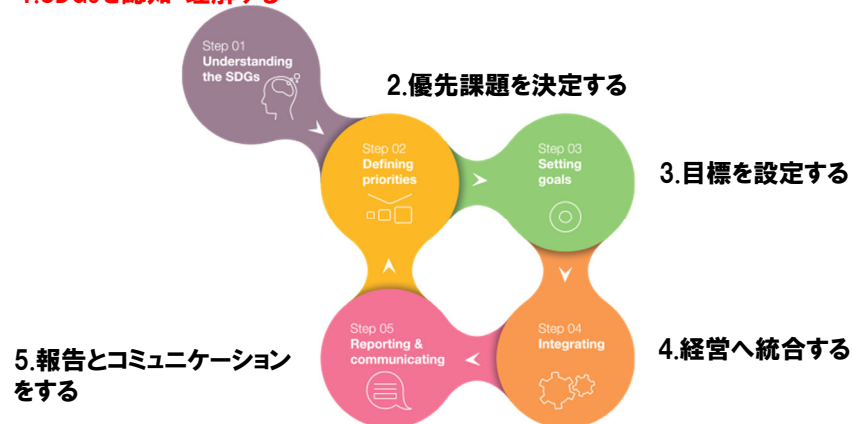 Step 01
Understanding
the SDGs
2.優先課題を決定する
Step 02
Defining
priorities
Step 03
Setting
goals
3.目標を設定する
Step 05
Reporting &
communicating
Step 04
Integrating
4.経営へ統合する
5.報告とコミュニケーション
をする